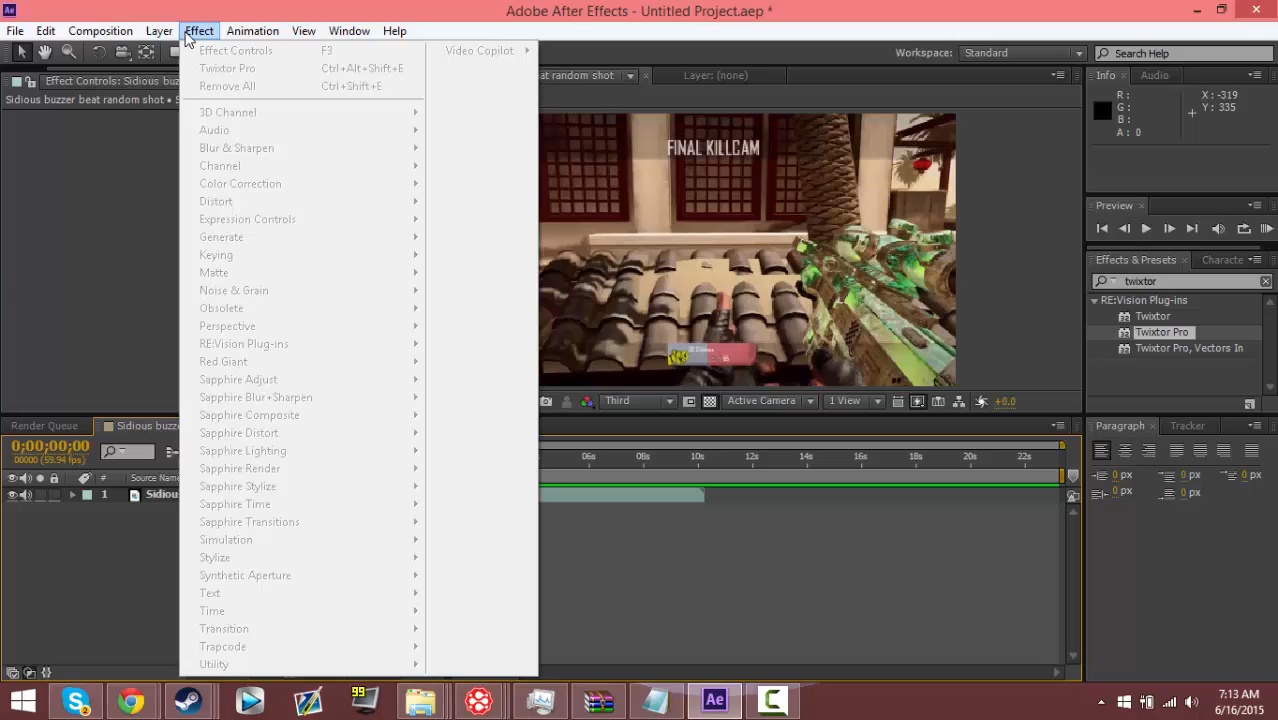 Ae Adobe After Effects - Untitled Project.aep *
File Edit Composition Layer Effect Animation View Window Help
Workspace: Standard Search Help
Effect Controls F3
Twixtor Pro Ctrl+Alt+Shift+E
Remove All Ctrl+Shift+E
3D Channel
Audio
Blur & Sharpen
Channel
Color Correction
Distort
Expression Controls
Generate
Keying
Matte
Noise & Grain
Obsolete
Perspective
RE:Vision Plug-ins
Red Giant
Sapphire Adjust
Sapphire Blur+Sharpen
Sapphire Composite
Sapphire Distort
Sapphire Lighting
Sapphire Render
Sapphire Stylize
Sapphire Time
Sapphire Transitions
Simulation
Stylize
Synthetic Aperture
Text
Time
Transition
Trapcode
Utility
Video Copilot
Effect Controls: Sidious bu
Sidious buzzer beat random shot • S
beat random shot
Layer: (none)
FINAL KILLCAM
Third Active Camera 1 View +0.0
Info Audio
R : X : -319
G : Y : 335
B :
A : 0
Preview
Effects & Presets Characte
twixtor
RE:Vision Plug-ins
Twixtor
Twixtor Pro
Twixtor Pro, Vectors In
Paragraph Tracker
0 px 0 px 0 px
0 px 0 px
Render Queue Sidious buzze
0;00;00;00
00000 (59.94 fps)
# Source Name
1 Sidious
06s 08s 10s 12s 14s 16s 18s 20s 22s
2 99 Ae C
7:13 AM
6/16/2015